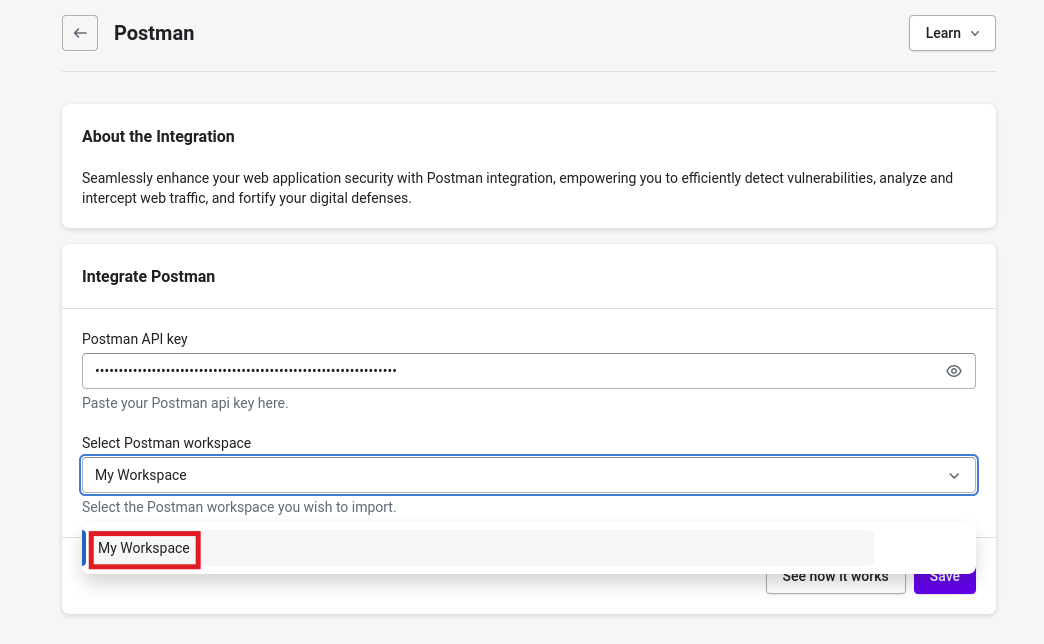 Postman
Learn
About the Integration
Seamlessly enhance your web application security with Postman integration, empowering you to efficiently detect vulnerabilities, analyze and
intercept web traffic, and fortify your digital defenses.
Integrate Postman
Postman API key
••••••••••••••••••••••••••••••••••••••••••••••••••••••••••••••••
Paste your Postman api key here.
Select Postman workspace
My Workspace
Select the Postman workspace you wish to import.
My Workspace
See how it works
Save